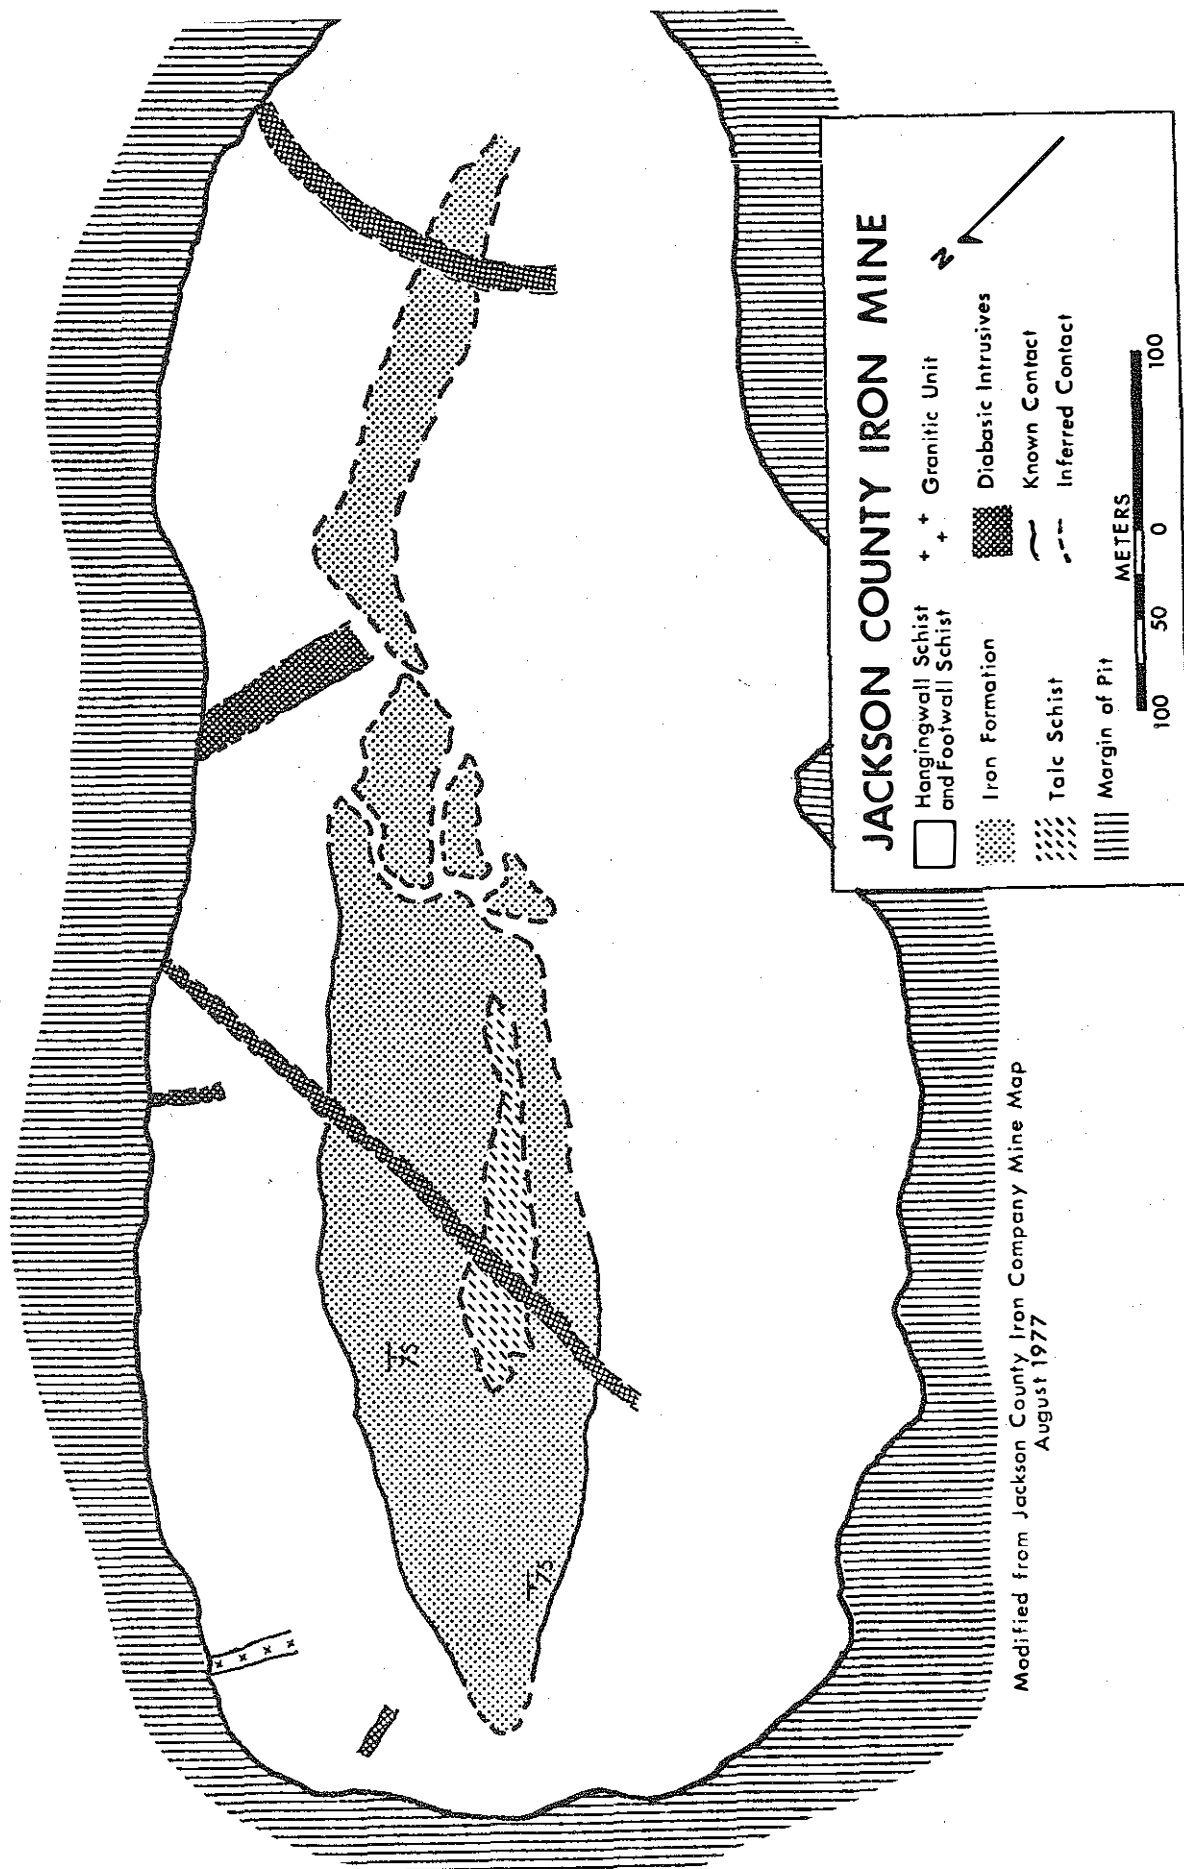 75
75
JACKSON COUNTY IRON MINE
N
Hangingwall Schist
and Footwall Schist
+ + Granitic Unit
+ +
Iron Formation
Diabasic Intrusives
Talc Schist
Known Contact
Margin of Pit
Inferred Contact
METERS
100 50 0 100
Modified from Jackson County Iron Company Mine Map
August 1977